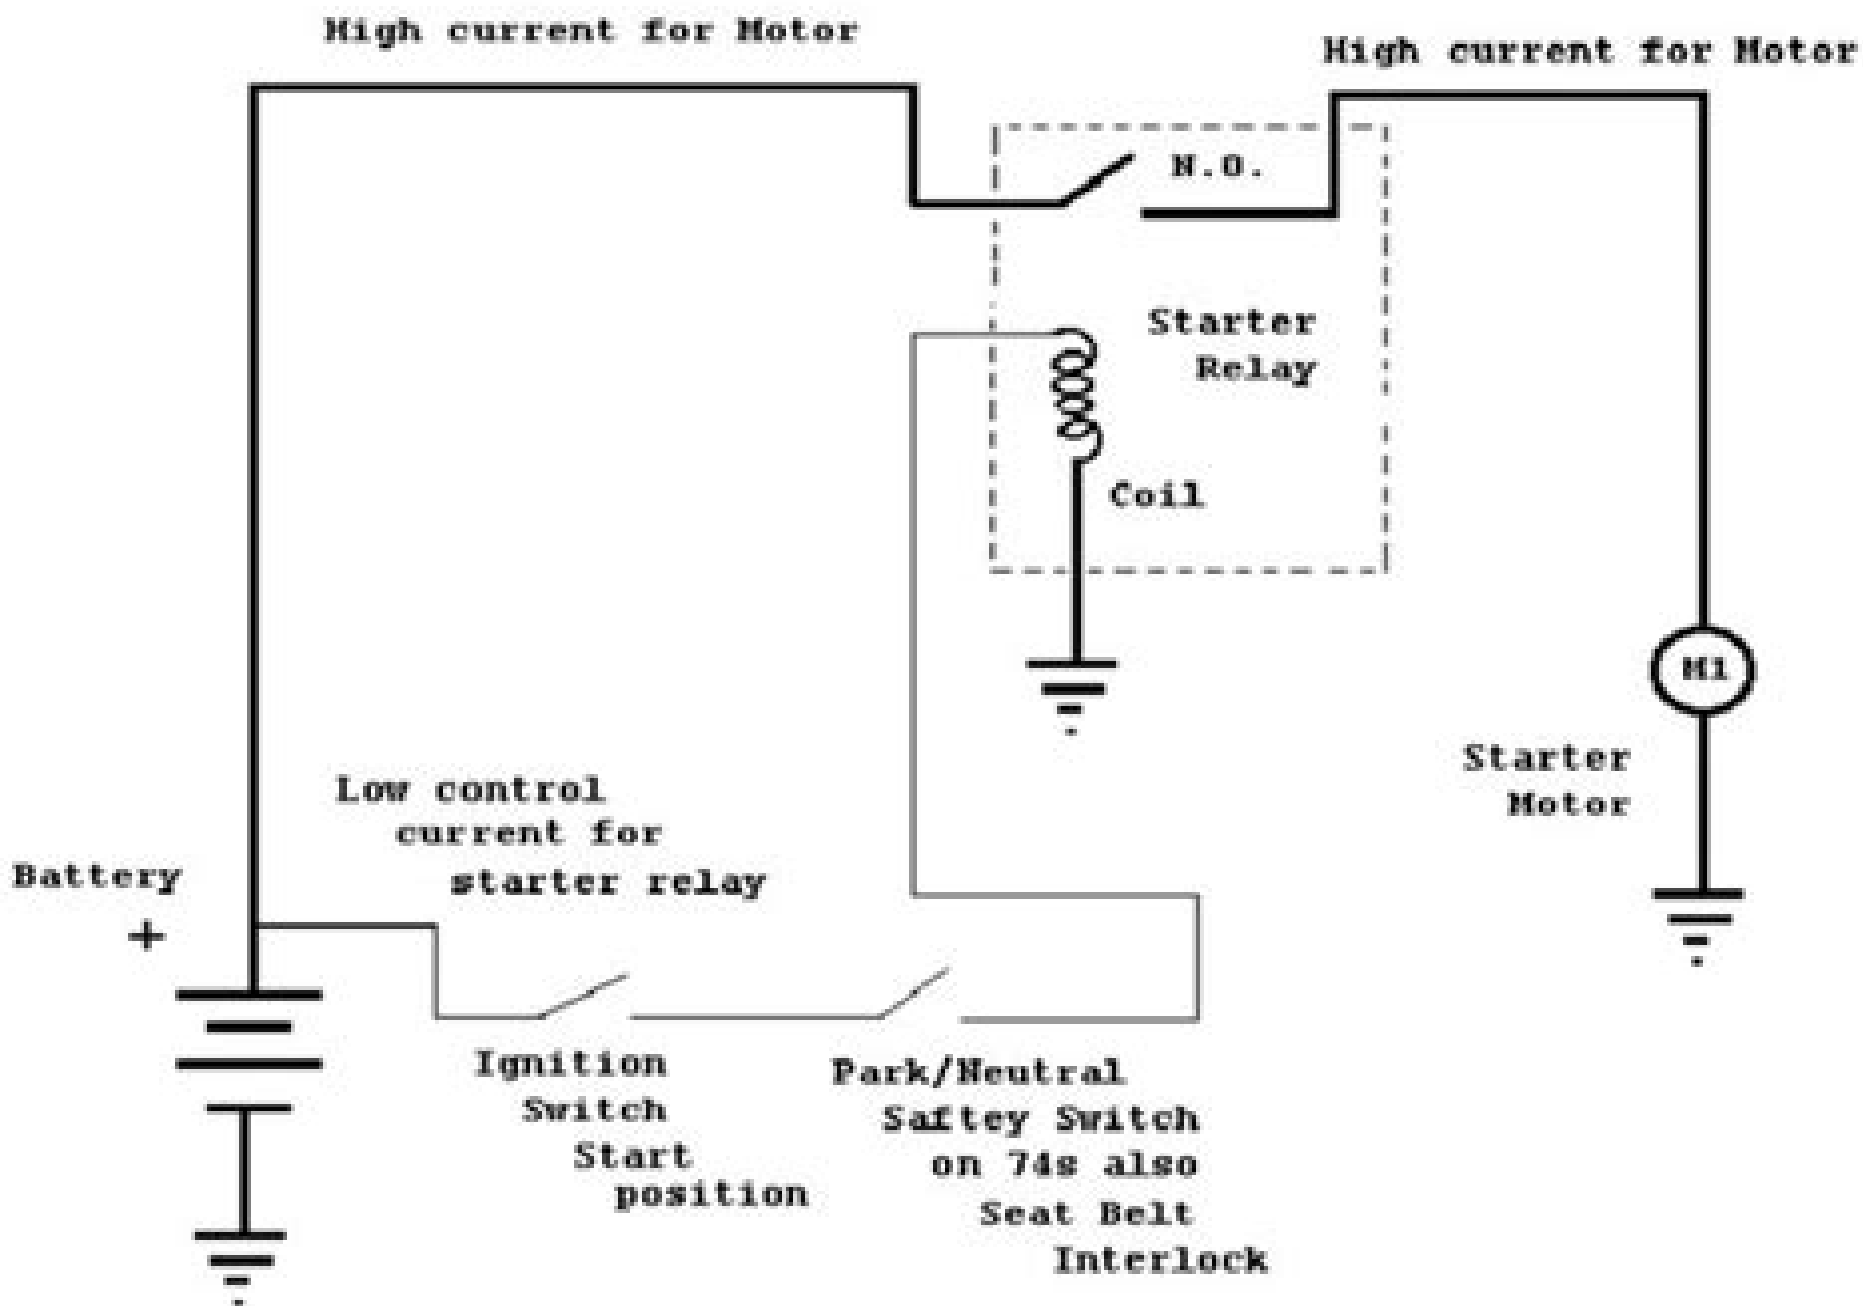 High current for Motor
High current for Motor
N.O.
Starter
Relay
Coil
M1
Starter
Motor
Low control
current for
starter relay
Battery
+
Ignition
Switch
Start
position
Park/Neutral
Saftey Switch
on 74s also
Seat Belt
Interlock